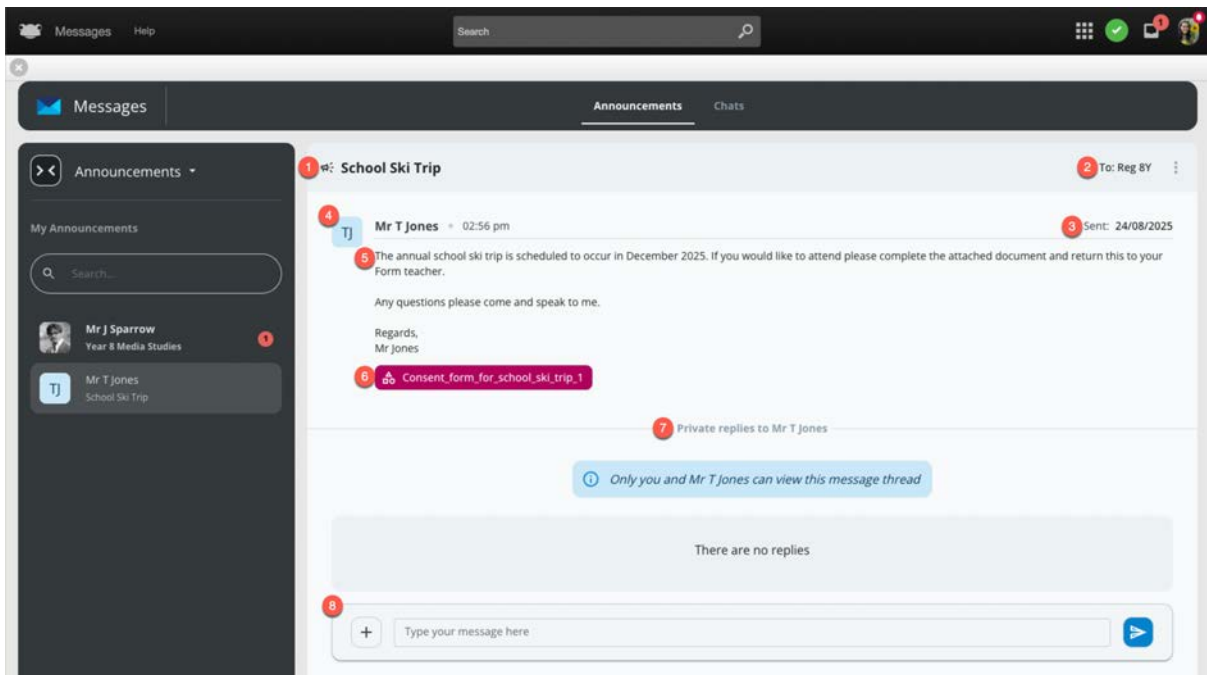 Messages Help Search 1
Messages Announcements Chats
Announcements
My Announcements
Search...
Mr J Sparrow
Year 8 Media Studies
1
TJ
Mr T Jones
School Ski Trip
1 School Ski Trip
2 To: Reg 8Y
4 TJ Mr T Jones 02:56 pm
3 Sent: 24/08/2025
5 The annual school ski trip is scheduled to occur in December 2025. If you would like to attend please complete the attached document and return this to your
Form teacher.
Any questions please come and speak to me.
Regards,
Mr Jones
6 Consent_form_for_school_ski_trip_1
7 Private replies to Mr T Jones
Only you and Mr T Jones can view this message thread
There are no replies
8
+ Type your message here